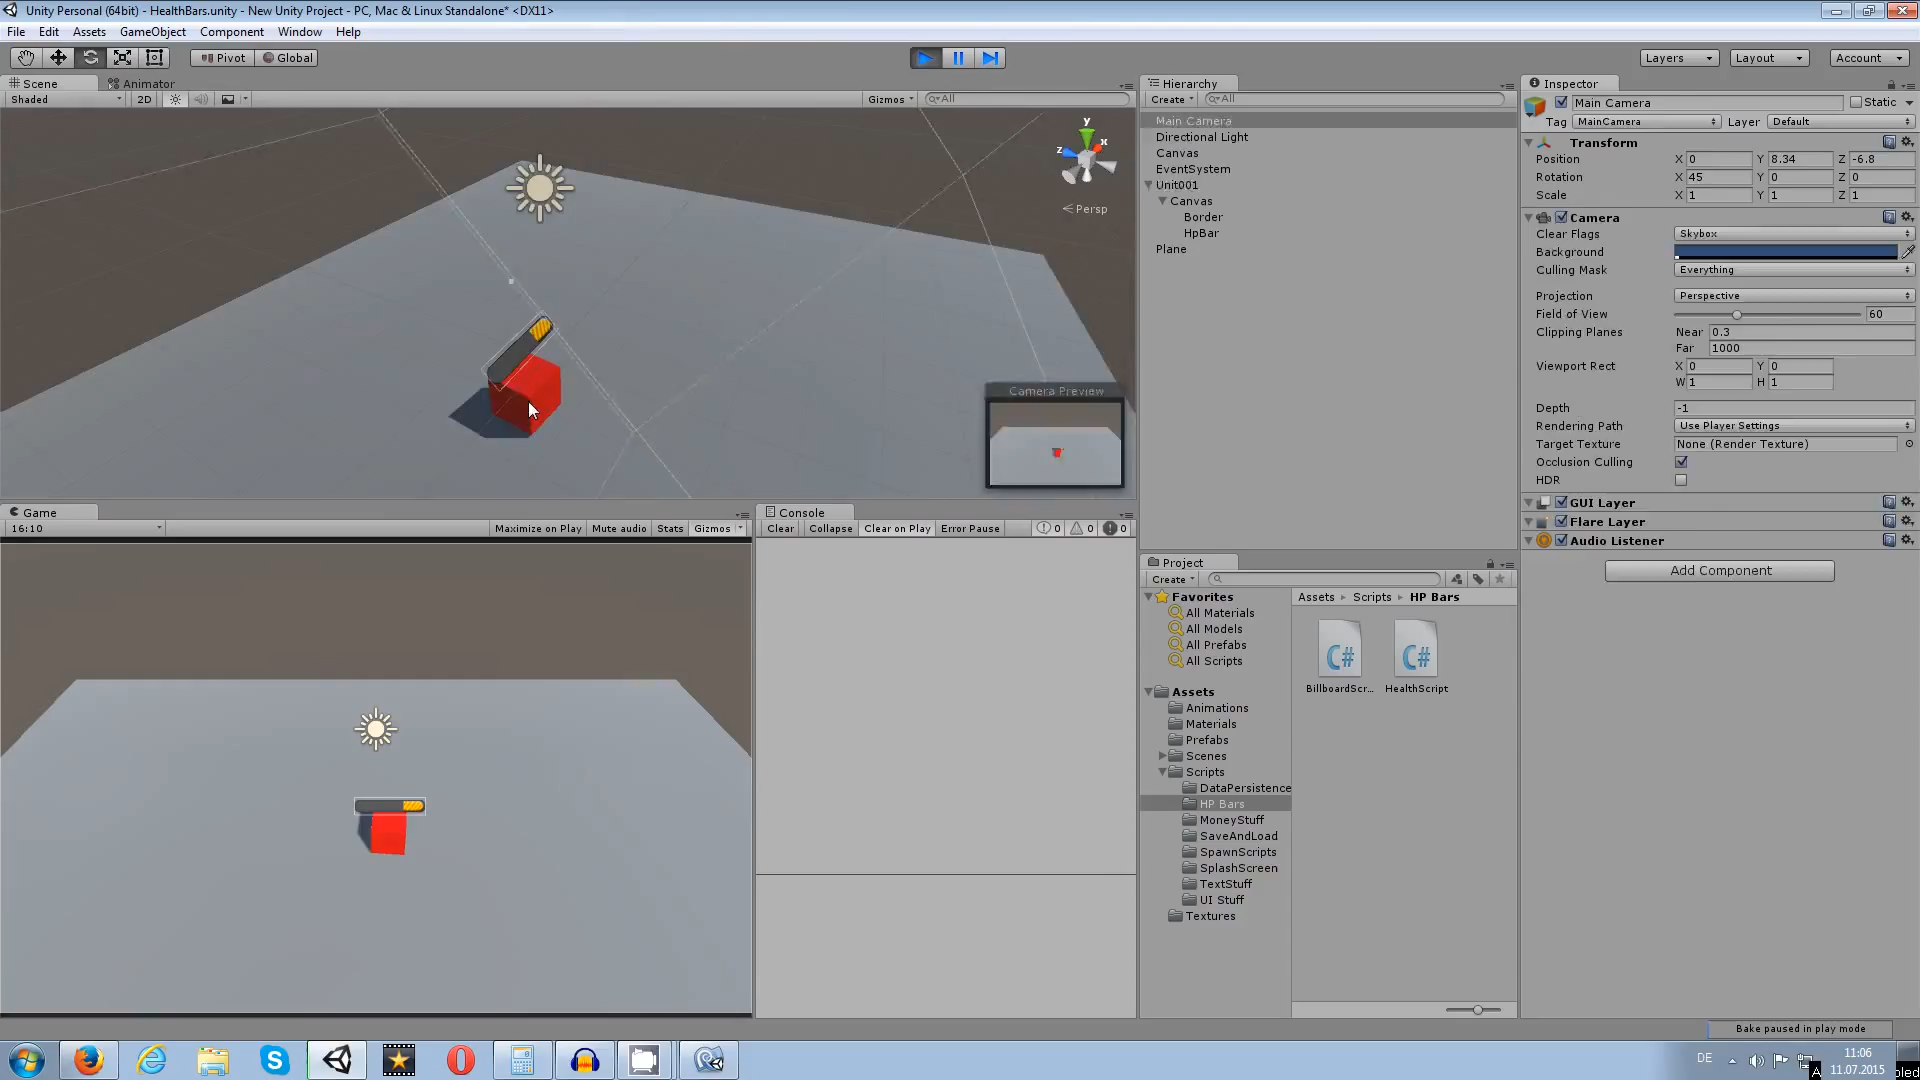 Unity Personal (64bit) - HealthBars.unity - New Unity Project - PC, Mac & Linux Standalone* <DX11>
File Edit Assets GameObject Component Window Help
Pivot Global Layers Layout Account
Scene Animator
Shaded 2D Gizmos All
y
x
z
Persp
Camera Preview
Hierarchy
Create All
Main Camera
Directional Light
Canvas
EventSystem
Unit001
Canvas
Border
HpBar
Plane
Inspector
Main Camera Static
Tag MainCamera Layer Default
Transform
Position X 0 Y 8.34 Z -6.8
Rotation X 45 Y 0 Z 0
Scale X 1 Y 1 Z 1
Camera
Clear Flags Skybox
Background
Culling Mask Everything
Projection Perspective
Field of View 60
Clipping Planes Near 0.3
Far 1000
Viewport Rect X 0 Y 0
W 1 H 1
Depth -1
Rendering Path Use Player Settings
Target Texture None (Render Texture)
Occlusion Culling
HDR
GUI Layer
Flare Layer
Audio Listener
Add Component
Game
16:10 Maximize on Play Mute audio Stats Gizmos
Console
Clear Collapse Clear on Play Error Pause 0 0 0
Project
Create
Favorites
All Materials
All Models
All Prefabs
All Scripts
Assets
Animations
Materials
Prefabs
Scenes
Scripts
DataPersistence
HP Bars
MoneyStuff
SaveAndLoad
SpawnScripts
SplashScreen
TextStuff
UI Stuff
Textures
Assets Scripts HP Bars
C# C#
BillboardScr... HealthScript
Bake paused in play mode
DE
11:06
11.07.2015